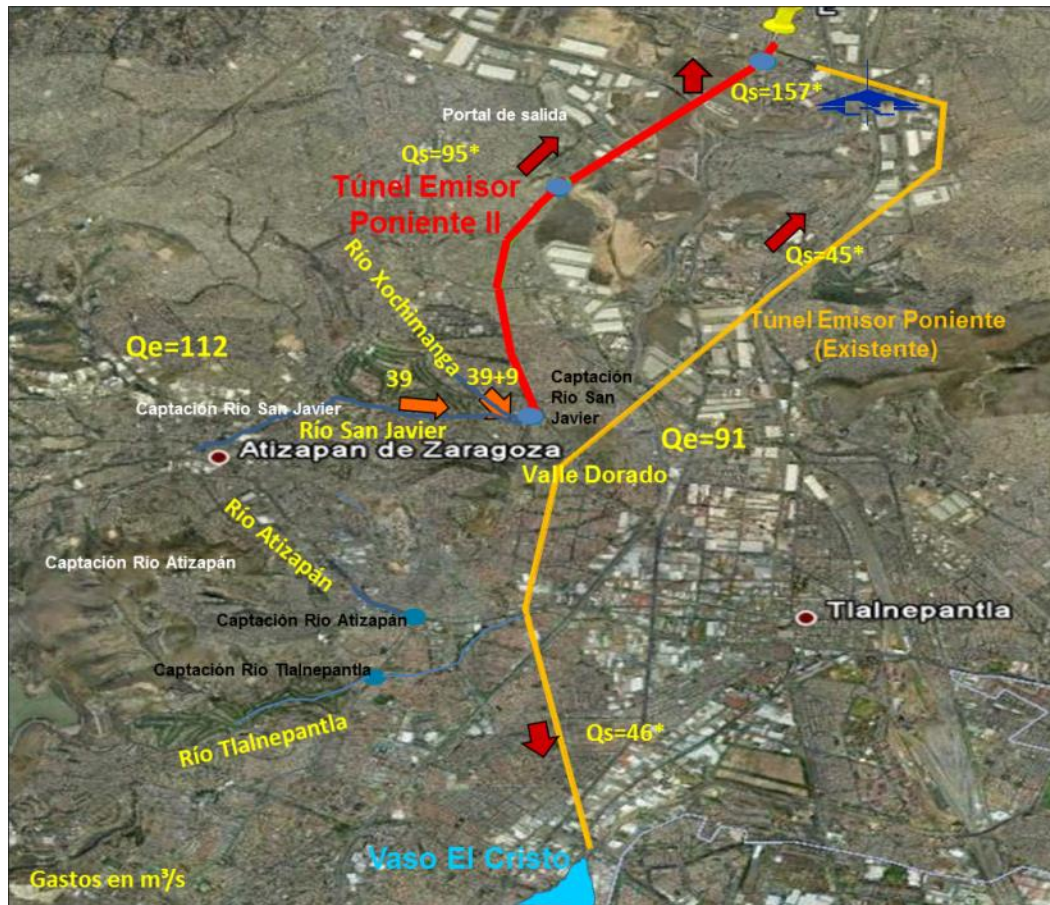 E
Qs=157*
Portal de salida
Qs=95*
Túnel Emisor
Poniente II
Río Xochimanga
Qs=45*
Túnel Emisor Poniente
(Existente)
Qe=112
39
39+9
Captación
Río San
Javier
Captación Río San Javier
Río San Javier
Qe=91
Atizapan de Zaragoza
Valle Dorado
Río Atizapán
Captación Río Atizapán
Captación Río Atizapán
Tlalnepantla
Captación Río Tlalnepantla
Río Tlalnepantla
Qs=46*
Vaso El Cristo
Gastos en m³/s